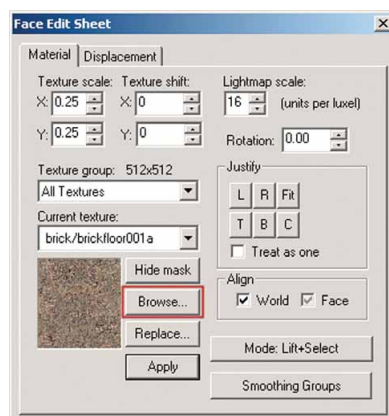 Face Edit Sheet
Material Displacement
Texture scale: Texture shift: Lightmap scale:
X: 0.25 X: 0 16 (units per luxel)
Y: 0.25 Y: 0 Rotation: 0.00
Texture group: 512x512 Justify
All Textures L R Fit
Current texture: T B C
brick/brickfloor001a Treat as one
Hide mask Align
Browse... World Face
Replace... Mode: Lift+Select
Apply Smoothing Groups